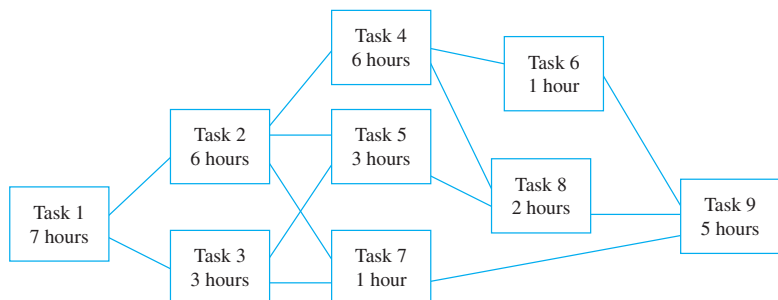 Task 1
7 hours
Task 2
6 hours
Task 3
3 hours
Task 4
6 hours
Task 5
3 hours
Task 7
1 hour
Task 6
1 hour
Task 8
2 hours
Task 9
5 hours